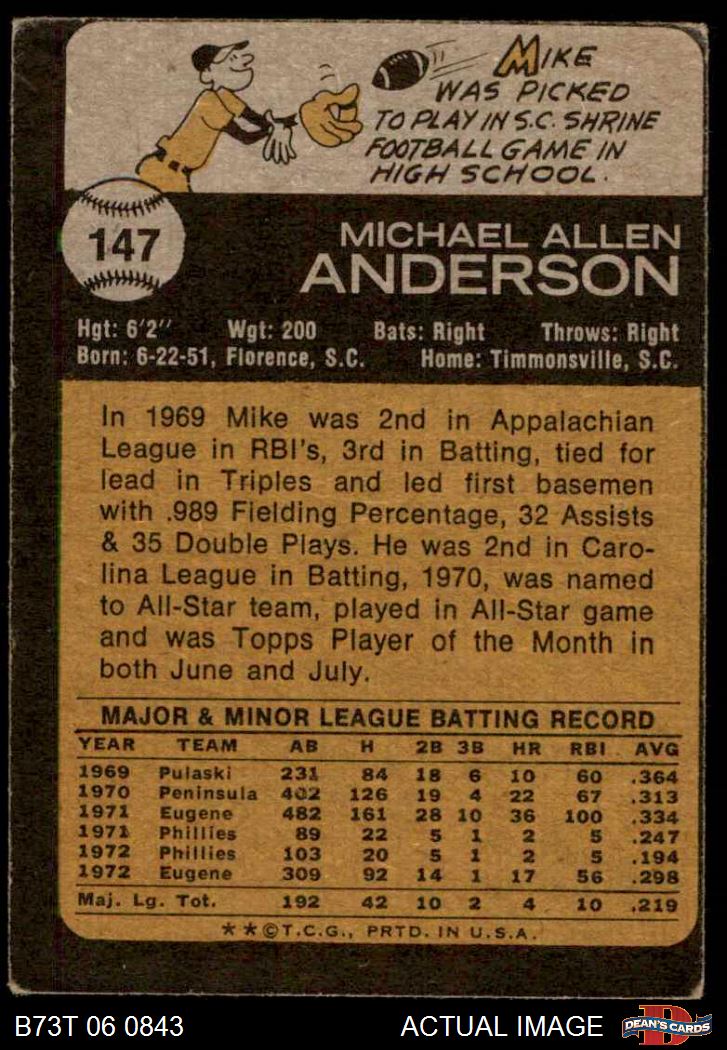 MIKE
WAS PICKED
TO PLAY IN S.C. SHRINE
FOOTBALL GAME IN
HIGH SCHOOL.
147
MICHAEL ALLEN
ANDERSON
Hgt: 6'2" Wgt: 200 Bats: Right Throws: Right
Born: 6-22-51, Florence, S.C. Home: Timmonsville, S.C.
In 1969 Mike was 2nd in Appalachian
League in RBI's, 3rd in Batting, tied for
lead in Triples and led first basemen
with .989 Fielding Percentage, 32 Assists
& 35 Double Plays. He was 2nd in Caro-
lina League in Batting, 1970, was named
to All-Star team, played in All-Star game
and was Topps Player of the Month in
both June and July.
MAJOR & MINOR LEAGUE BATTING RECORD
YEAR TEAM AB H 2B 3B HR RBI AVG
1969 Pulaski 231 84 18 6 10 60 .364
1970 Peninsula 402 126 19 4 22 67 .313
1971 Eugene 482 161 28 10 36 100 .334
1971 Phillies 89 22 5 1 2 5 .247
1972 Phillies 103 20 5 1 2 5 .194
1972 Eugene 309 92 14 1 17 56 .298
Maj. Lg. Tot. 192 42 10 2 4 10 .219
**©T.C.G., PRTD. IN U.S.A.
B73T 06 0843 ACTUAL IMAGE
D
DEAN'S CARDS